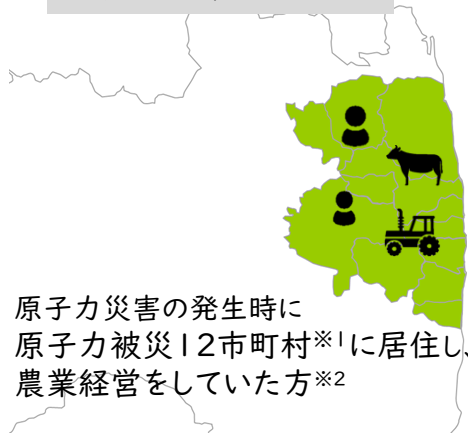 原子力災害の発生時に
原子力被災12市町村※1に居住し、
農業経営をしていた方※2